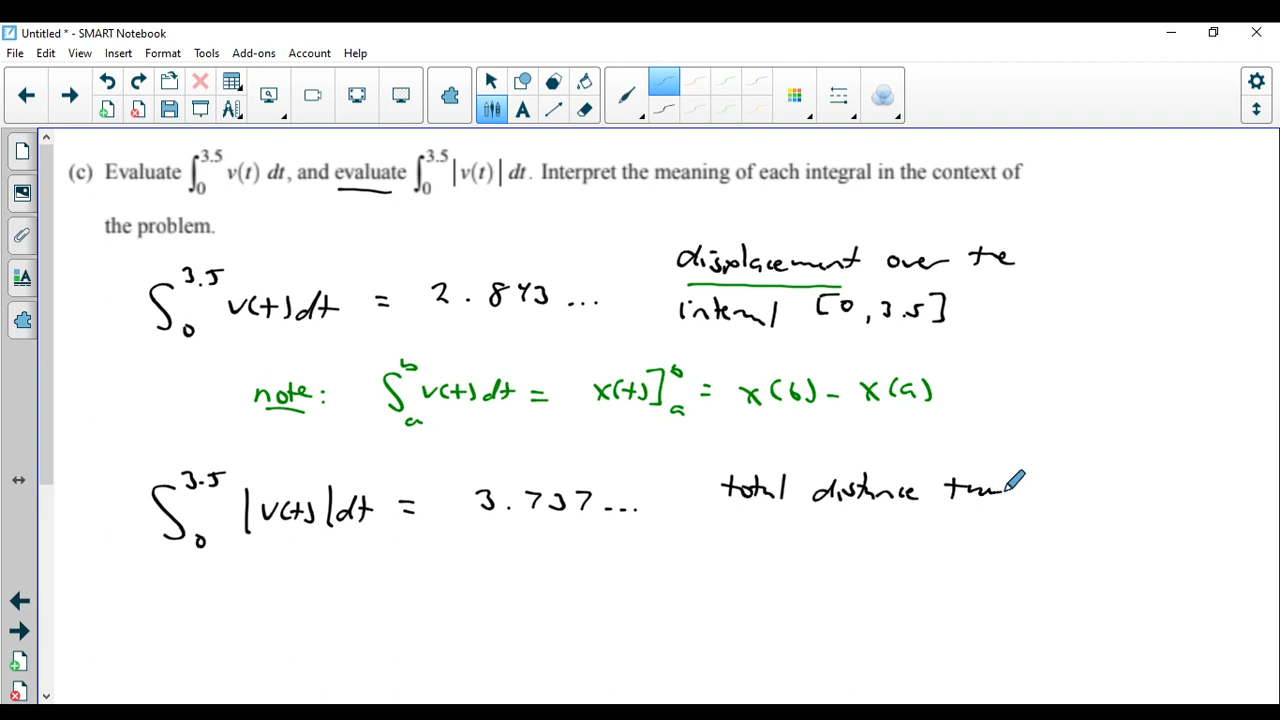 Untitled * - SMART Notebook
File Edit View Insert Format Tools Add-ons Account Help
(c) Evaluate ∫₀^3.5 v(t) dt, and evaluate ∫₀^3.5 |v(t)| dt. Interpret the meaning of each integral in the context of
the problem.
displacement over the
∫₀^3.5 v(t)dt = 2.843...
interval [0, 3.5]
note: ∫ₐ^b v(t)dt = x(t)]ₐ^b = x(b) - x(a)
∫₀^3.5 |v(t)|dt = 3.737... total distance